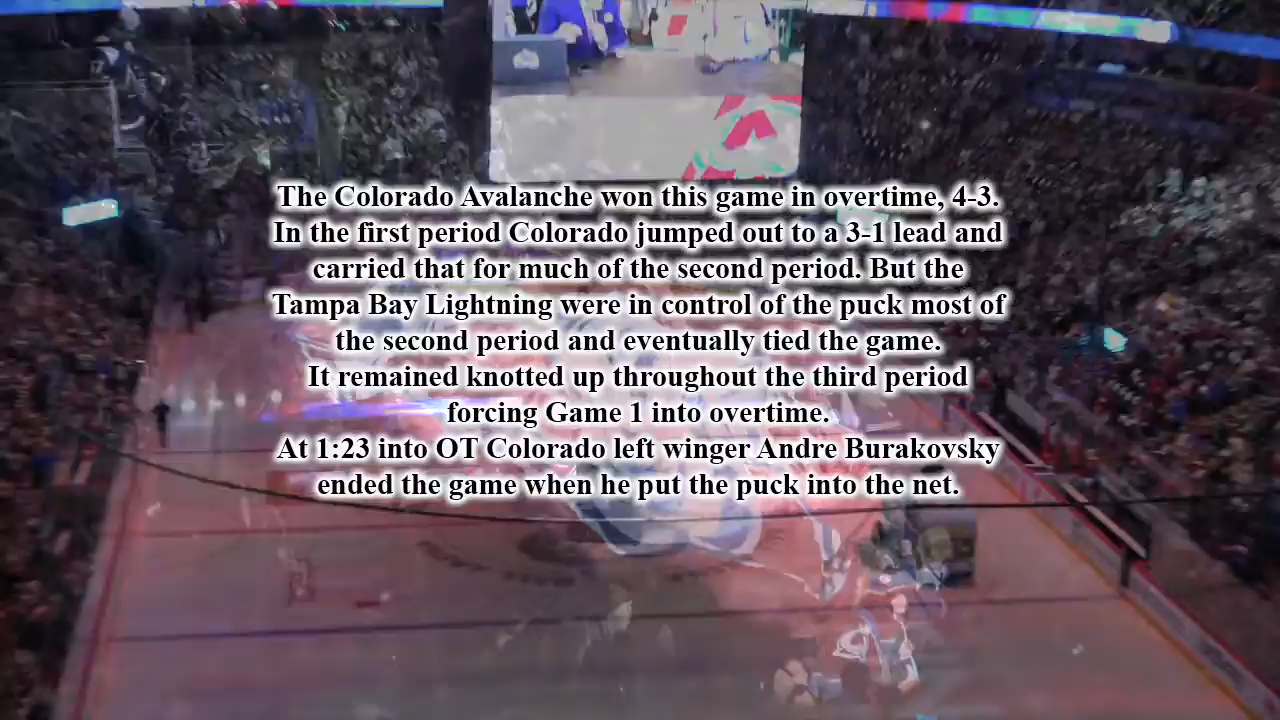 The Colorado Avalanche won this game in overtime, 4-3.
In the first period Colorado jumped out to a 3-1 lead and
carried that for much of the second period. But the
Tampa Bay Lightning were in control of the puck most of
the second period and eventually tied the game.
It remained knotted up throughout the third period
forcing Game 1 into overtime.
At 1:23 into OT Colorado left winger Andre Burakovsky
ended the game when he put the puck into the net.